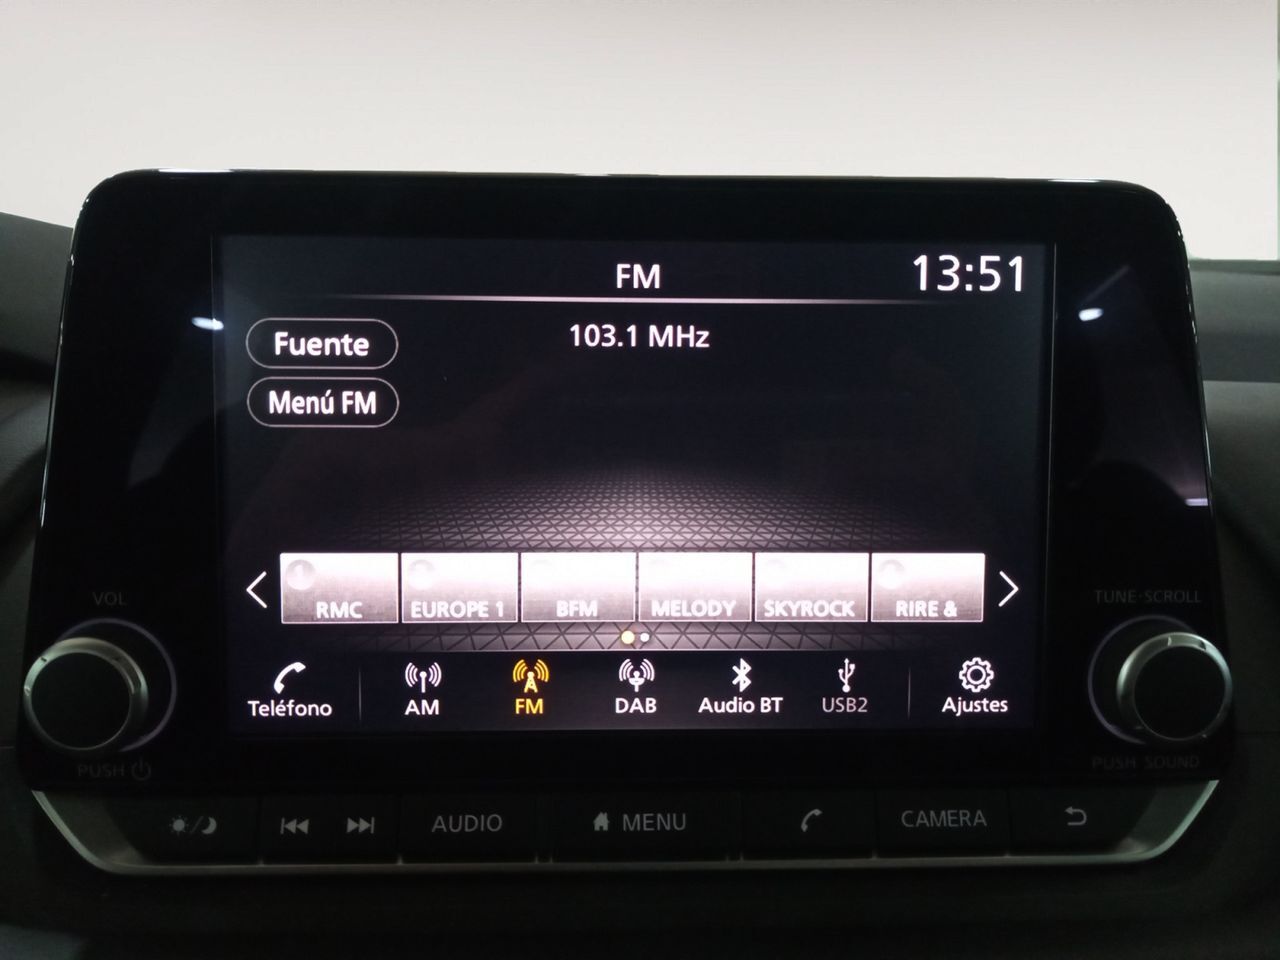 FM
13:51
Fuente
103.1 MHz
Menú FM
RMC
EUROPE 1
BFM
MELODY
SKYROCK
RIRE &
VOL
TUNE·SCROLL
Teléfono
AM
FM
DAB
Audio BT
USB2
Ajustes
PUSH
PUSH SOUND
AUDIO
MENU
CAMERA